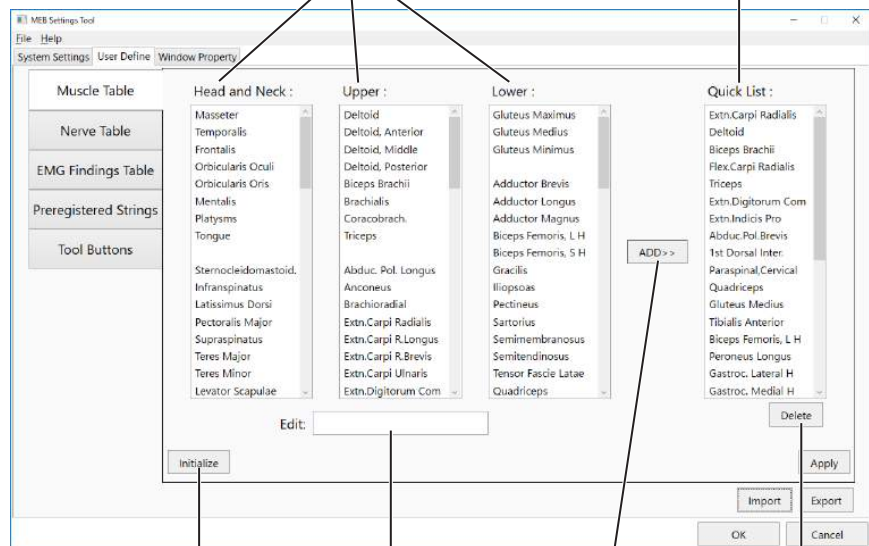 MEB Settings Tool
File Help
System Settings User Define Window Property
Muscle Table
Nerve Table
EMG Findings Table
Preregistered Strings
Tool Buttons
Head and Neck :
Masseter
Temporalis
Frontalis
Orbicularis Oculi
Orbicularis Oris
Mentalis
Platysms
Tongue
Sternocleidomastoid.
Infranspinatus
Latissimus Dorsi
Pectoralis Major
Supraspinatus
Teres Major
Teres Minor
Levator Scapulae
Upper :
Deltoid
Deltoid, Anterior
Deltoid, Middle
Deltoid, Posterior
Biceps Brachii
Brachialis
Coracobrach.
Triceps
Abduc. Pol. Longus
Anconeus
Brachioradial
Extn.Carpi Radialis
Extn.Carpi R.Longus
Extn.Carpi R.Brevis
Extn.Carpi Ulnaris
Extn.Digitorum Com
Lower :
Gluteus Maximus
Gluteus Medius
Gluteus Minimus
Adductor Brevis
Adductor Longus
Adductor Magnus
Biceps Femoris, L H
Biceps Femoris, S H
Gracilis
Iliopsoas
Pectineus
Sartorius
Semimembranosus
Semitendinosus
Tensor Fascie Latae
Quadriceps
ADD>>
Quick List :
Extn.Carpi Radialis
Deltoid
Biceps Brachii
Flex.Carpi Radialis
Triceps
Extn.Digitorum Com
Extn.Indicis Pro
Abduc.Pol.Brevis
1st Dorsal Inter.
Paraspinal,Cervical
Quadriceps
Gluteus Medius
Tibialis Anterior
Biceps Femoris, L H
Peroneus Longus
Gastroc. Lateral H
Gastroc. Medial H
Delete
Edit:
Initialize
Apply
Import Export
OK Cancel